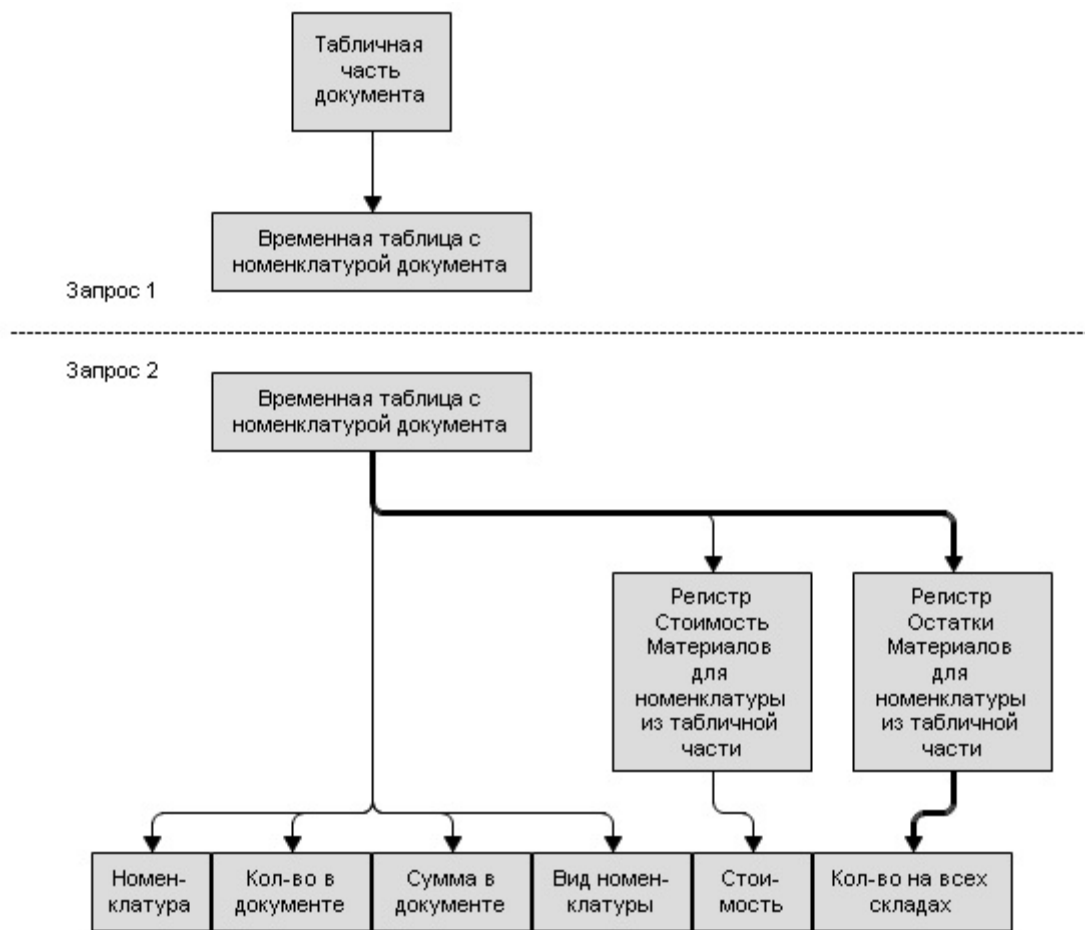 Табличная
часть
документа
Временная таблица с
номенклатурой документа
Запрос 1
Запрос 2
Временная таблица с
номенклатурой документа
Регистр
Стоимость
Материалов
для
номенклатуры
из табличной
части
Регистр
Остатки
Материалов
для
номенклатуры
из табличной
части
Номен-
клатура
Кол-во в
документе
Сумма в
документе
Вид номен-
клатуры
Стои-
мость
Кол-во на всех
складах